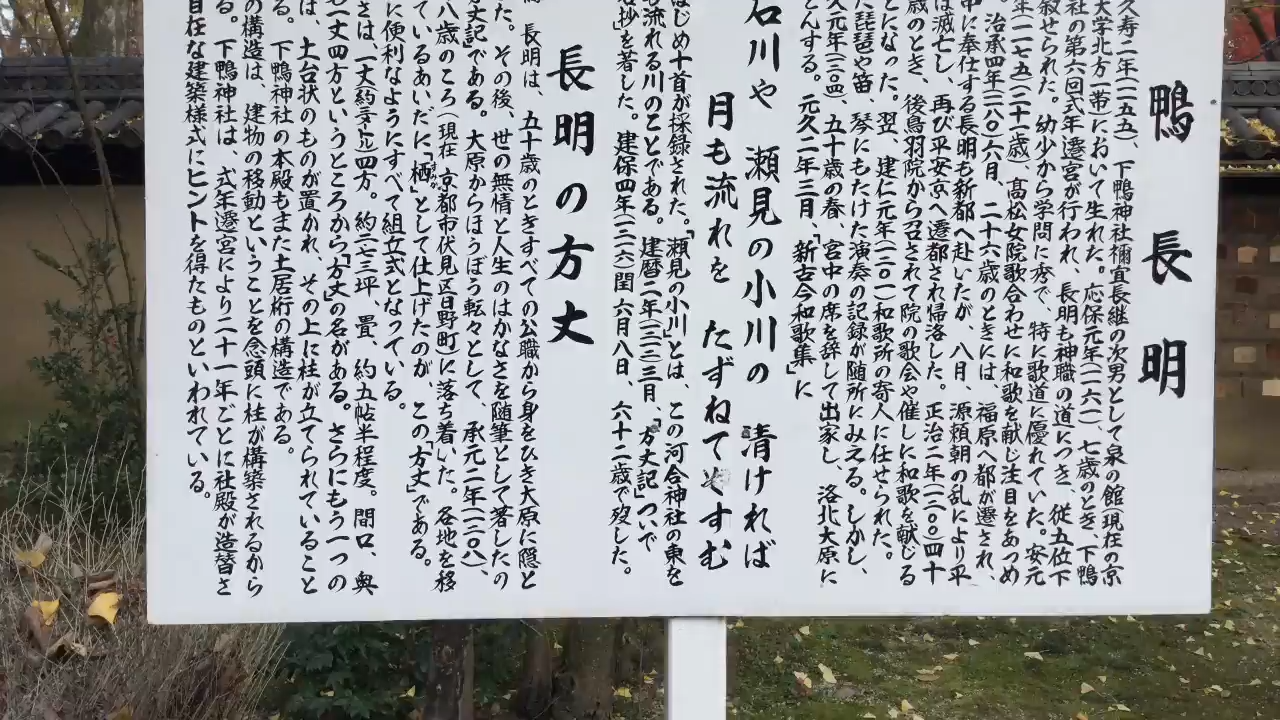 鴨長明
久寿二年(一一五五)、下鴨神社禰宜長継の次男として泉の館(現在の京
大学北方一帯)において生れた。応保元年(一一六一)、七歳のとき、下鴨
社の第六回式年遷宮が行われ、長明も神職の道につき、従五位下
叙せられた。幼少から学問に秀で、特に歌道に優れていた。安元
年(一一七五)(二十一歳)、髙松女院歌合わせに和歌を献じ注目をあつめ
。治承四年(一一八〇)六月、二十六歳のときには、福原へ都が遷され、
中に奉仕する長明も新都へ赴いたが、八月、源頼朝の乱により平
は滅亡し、再び平安京へ遷都され帰洛した。正治二年(一二〇〇)四十
歳のとき、後鳥羽院から召されて院の歌会や催しに和歌を献じる
とになった。翌、建仁元年(一二〇一)和歌所の寄人に任せられた。
た琵琶や笛、琴にもたけた演奏の記録が随所にみえる。しかし、
久元年(一二〇四)、五十歳の春、宮中の席を辞して出家し、洛北大原に
とんする。元久二年三月、「新古今和歌集」に
石川や 瀬見の小川の 清ければ
月も流れを たずねてぞすむ
はじめ十首が採録された。「瀬見の小川」とは、この河合神社の東を
も流れる川のことである。建暦二年(一二一二)三月、「方丈記」ついで
名抄」を著した。建保四年(一二一六)閏六月八日、六十二歳で歿した。
長明の方丈
長明は、五十歳のときすべての公職から身をひき大原に隠と
た。その後、世の無情と人生のはかなさを随筆として著したの
方丈記」である。大原からほうぼう転々として、承元二年(一二〇八)、
八歳のころ(現在 京都市伏見区日野町)に落ち着いた。各地を移
ているあいだに「栖」として仕上げたのが、この「方丈」である。
に便利なようにすべて組立式となっている。
さは、一丈(約三メートル)四方。約二・七三坪、畳、約五帖半程度。間口、奥
も一丈四方というところから「方丈」の名がある。さらにもう一つの
は、土台状のものが置かれ、その上に柱が立てられていること
る。下鴨神社の本殿もまた土居桁の構造である。
の構造は、建物の移動ということを念頭に柱が構築されるから
る。下鴨神社は、式年遷宮により二十一年ごとに社殿が造替さ
自在な建築様式にヒントを得たものといわれている。